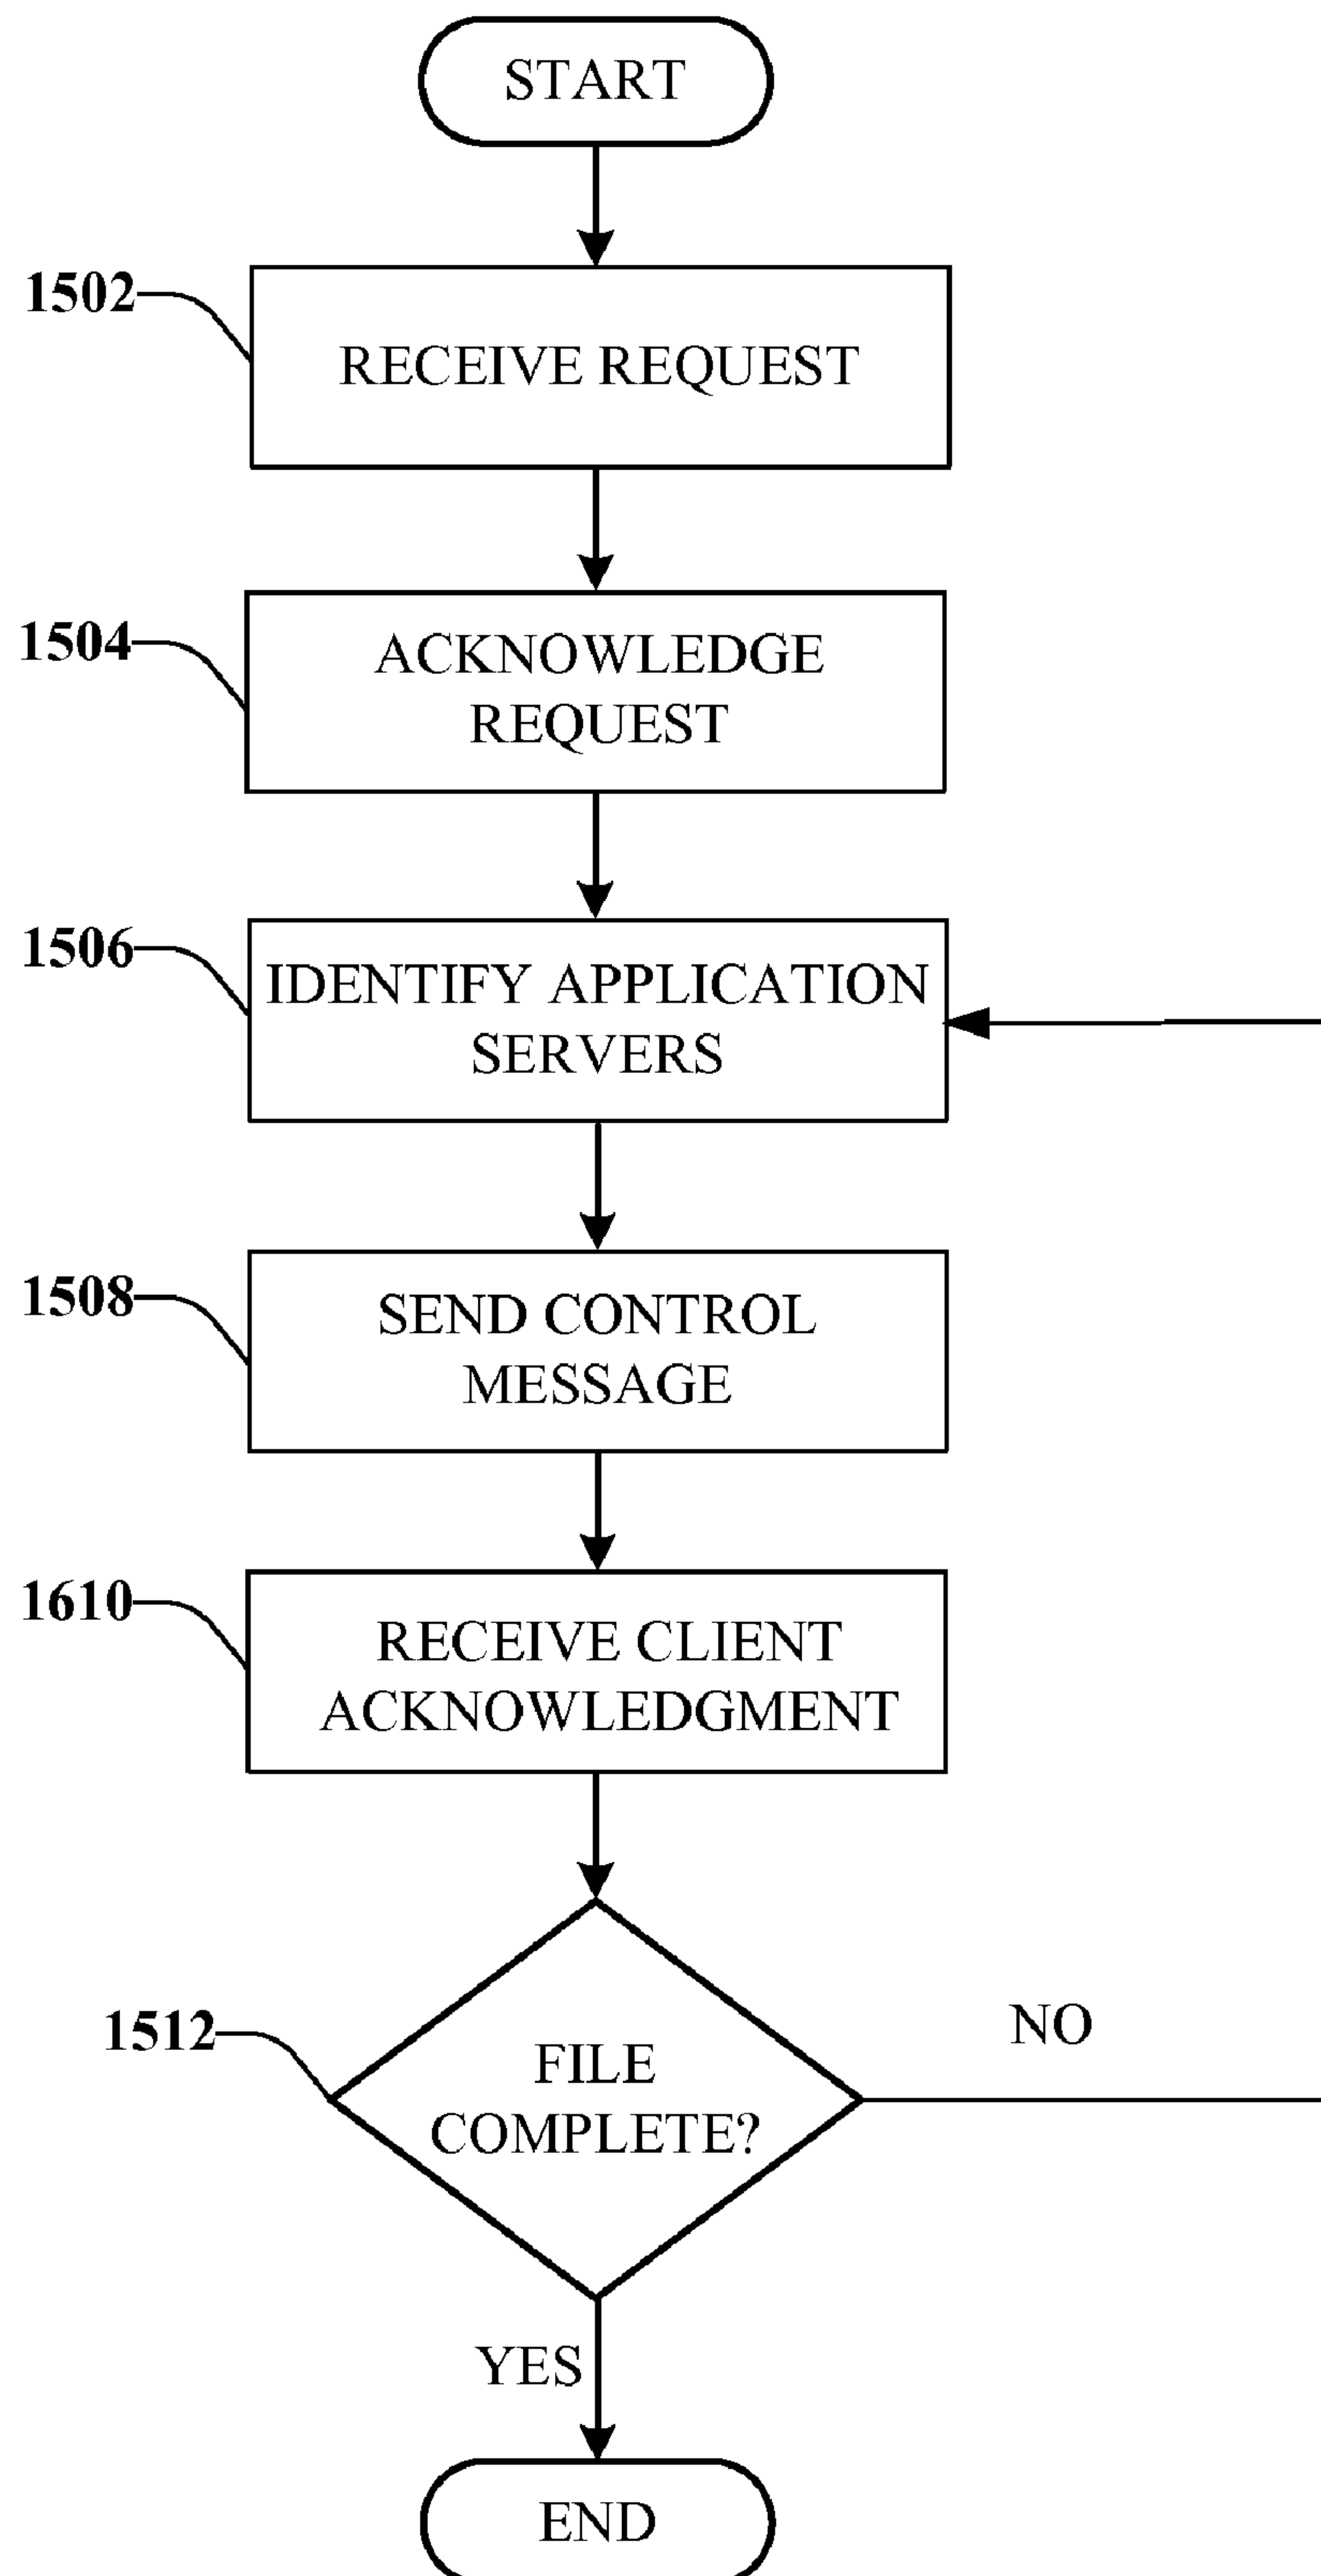 START
1502
RECEIVE REQUEST
1504
ACKNOWLEDGE
REQUEST
1506
IDENTIFY APPLICATION
SERVERS
1508
SEND CONTROL
MESSAGE
1610
RECEIVE CLIENT
ACKNOWLEDGMENT
1512
FILE
COMPLETE?
NO
YES
END